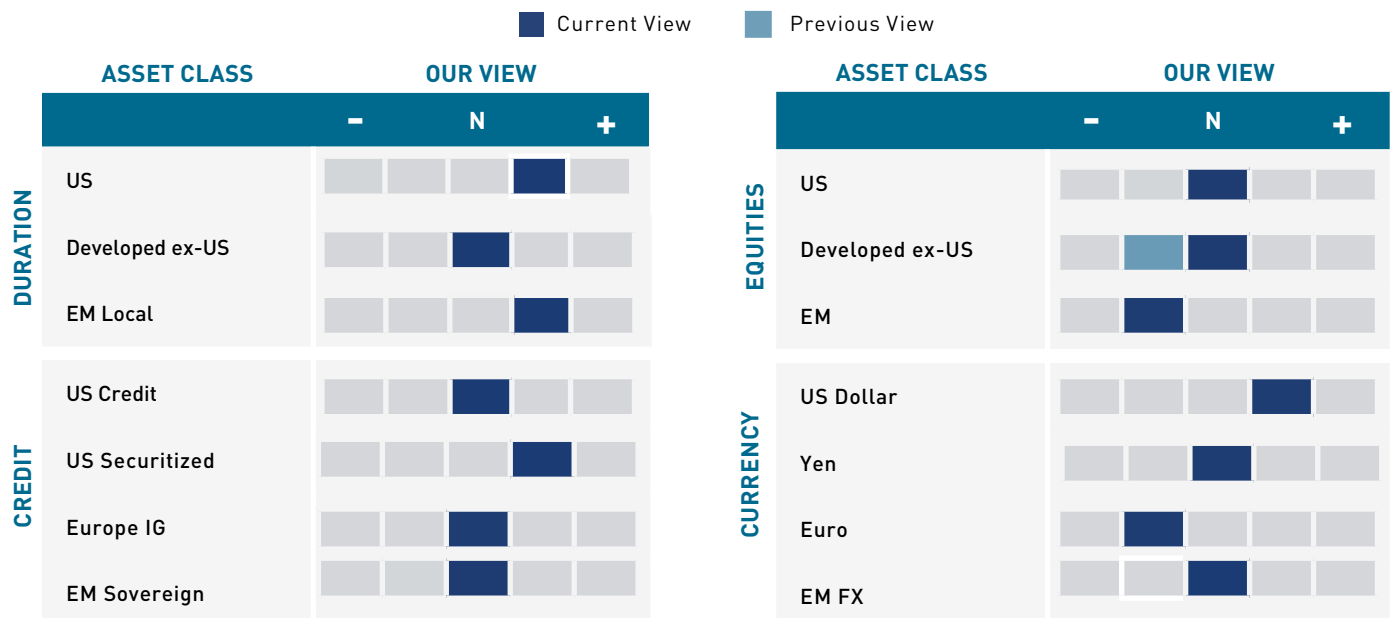 Current View
Previous View
ASSET CLASS
OUR VIEW
- N +
DURATION
US
Developed ex-US
EM Local
CREDIT
US Credit
US Securitized
Europe IG
EM Sovereign
ASSET CLASS
OUR VIEW
- N +
EQUITIES
US
Developed ex-US
EM
CURRENCY
US Dollar
Yen
Euro
EM FX